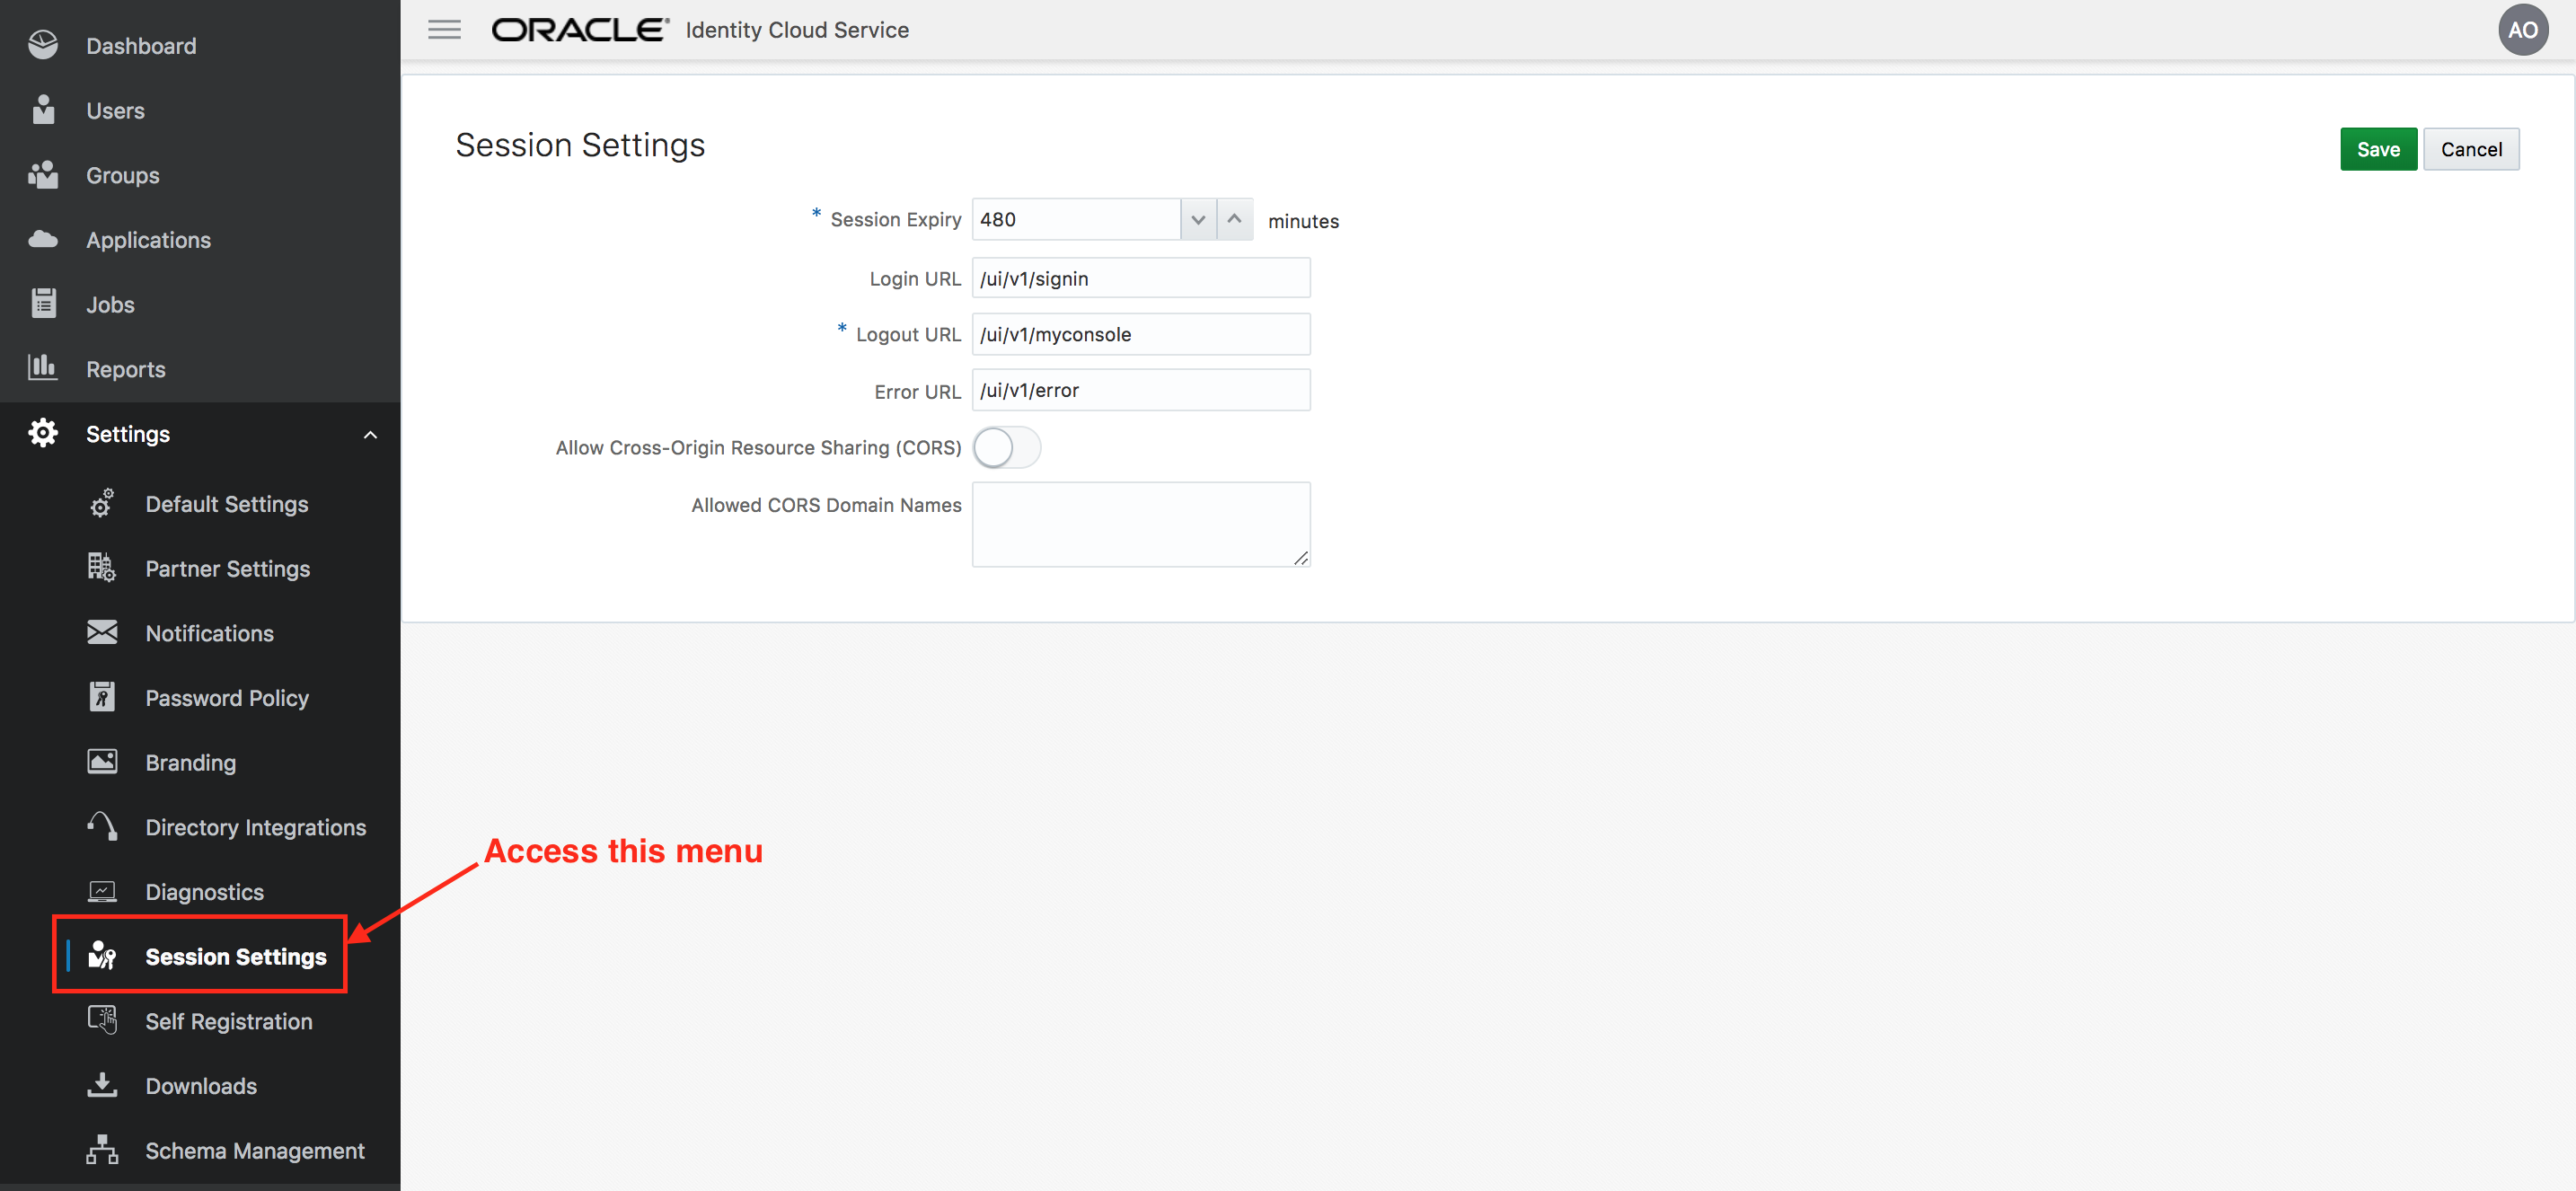 Dashboard
Users
Groups
Applications
Jobs
Reports
Settings
Default Settings
Partner Settings
Notifications
Password Policy
Branding
Directory Integrations
Diagnostics
Session Settings
Self Registration
Downloads
Schema Management
ORACLE® Identity Cloud Service
AO
Session Settings
Save Cancel
* Session Expiry 480 minutes
Login URL /ui/v1/signin
* Logout URL /ui/v1/myconsole
Error URL /ui/v1/error
Allow Cross-Origin Resource Sharing (CORS)
Allowed CORS Domain Names
Access this menu